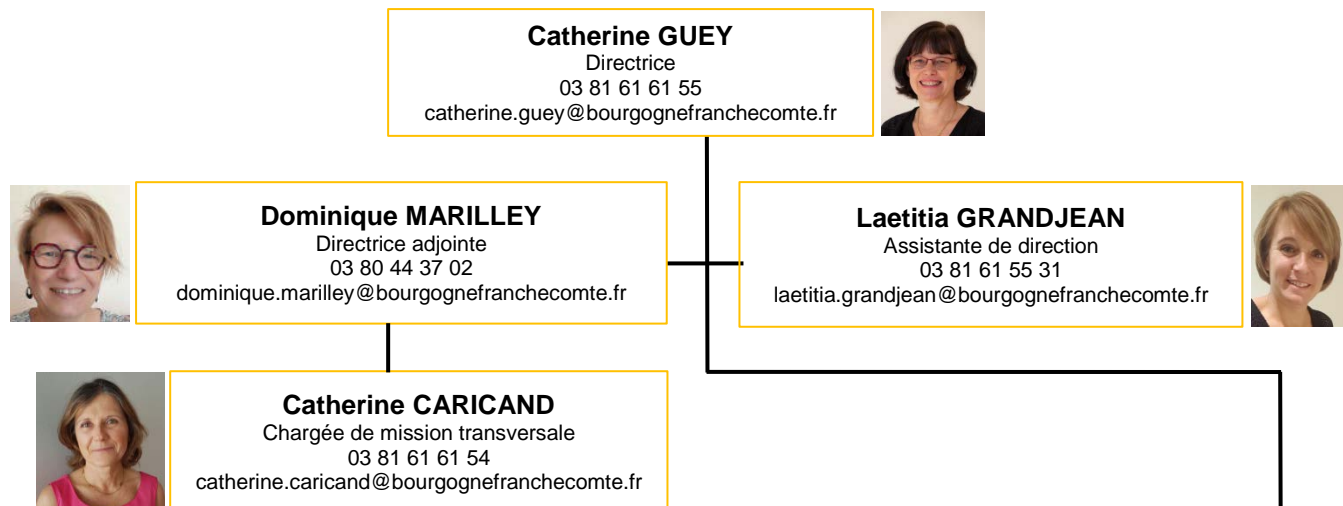 Catherine GUEY
Directrice
03 81 61 61 55
catherine.guey@bourgognefranchecomte.fr
Dominique MARILLEY
Directrice adjointe
03 80 44 37 02
dominique.marilley@bourgognefranchecomte.fr
Laetitia GRANDJEAN
Assistante de direction
03 81 61 55 31
laetitia.grandjean@bourgognefranchecomte.fr
Catherine CARICAND
Chargée de mission transversale
03 81 61 61 54
catherine.caricand@bourgognefranchecomte.fr